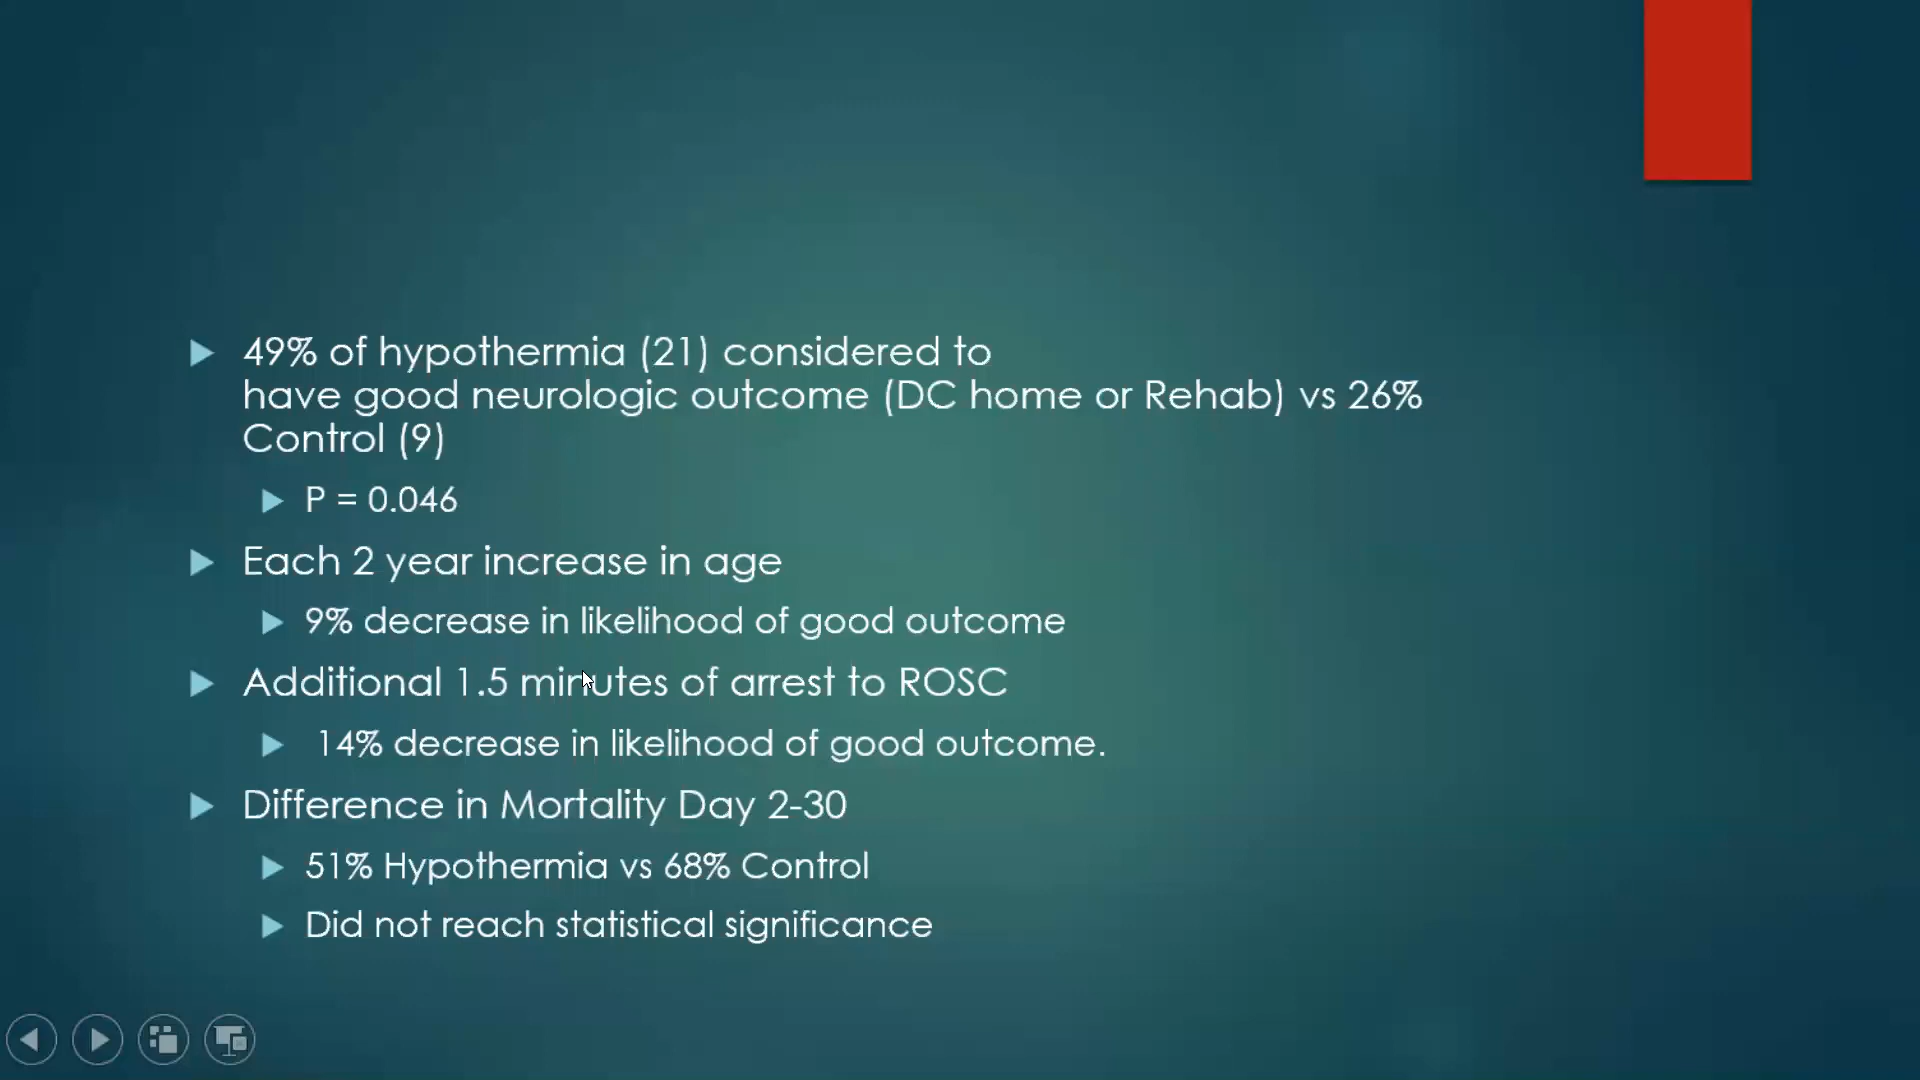 49% of hypothermia (21) considered to
have good neurologic outcome (DC home or Rehab) vs 26%
Control (9)
P = 0.046
Each 2 year increase in age
9% decrease in likelihood of good outcome
Additional 1.5 minutes of arrest to ROSC
14% decrease in likelihood of good outcome.
Difference in Mortality Day 2-30
51% Hypothermia vs 68% Control
Did not reach statistical significance